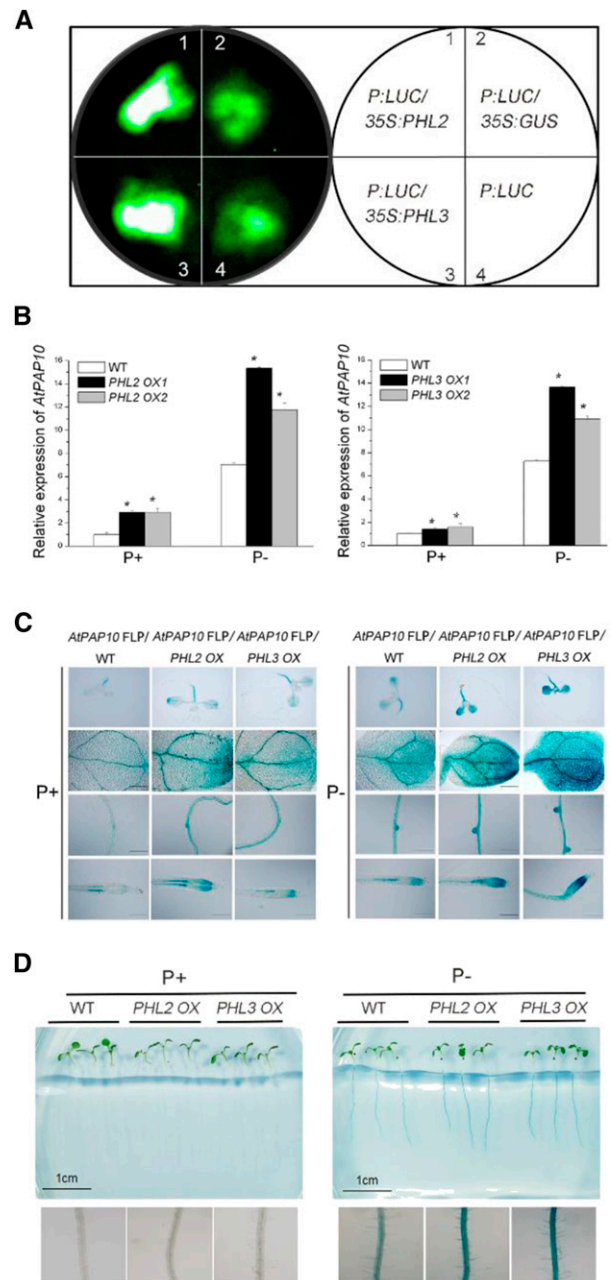 A
1
2
3
4
1
2
P:LUC/
35S:PHL2
P:LUC/
35S:GUS
P:LUC/
35S:PHL3
P:LUC
3
4
B
Relative expression of AtPAP10
16
14
12
10
8
6
4
2
0
WT
PHL2 OX1
PHL2 OX2
*
*
*
*
P+
P-
Relative epxression of AtPAP10
16
14
12
10
8
6
4
2
0
WT
PHL3 OX1
PHL3 OX2
*
*
*
*
P+
P-
C
AtPAP10 FLP/ AtPAP10 FLP/ AtPAP10 FLP/
WT PHL2 OX PHL3 OX
P+
AtPAP10 FLP/ AtPAP10 FLP/ AtPAP10 FLP/
WT PHL2 OX PHL3 OX
P-
D
P+
WT PHL2 OX PHL3 OX
1cm
P-
WT PHL2 OX PHL3 OX
1cm